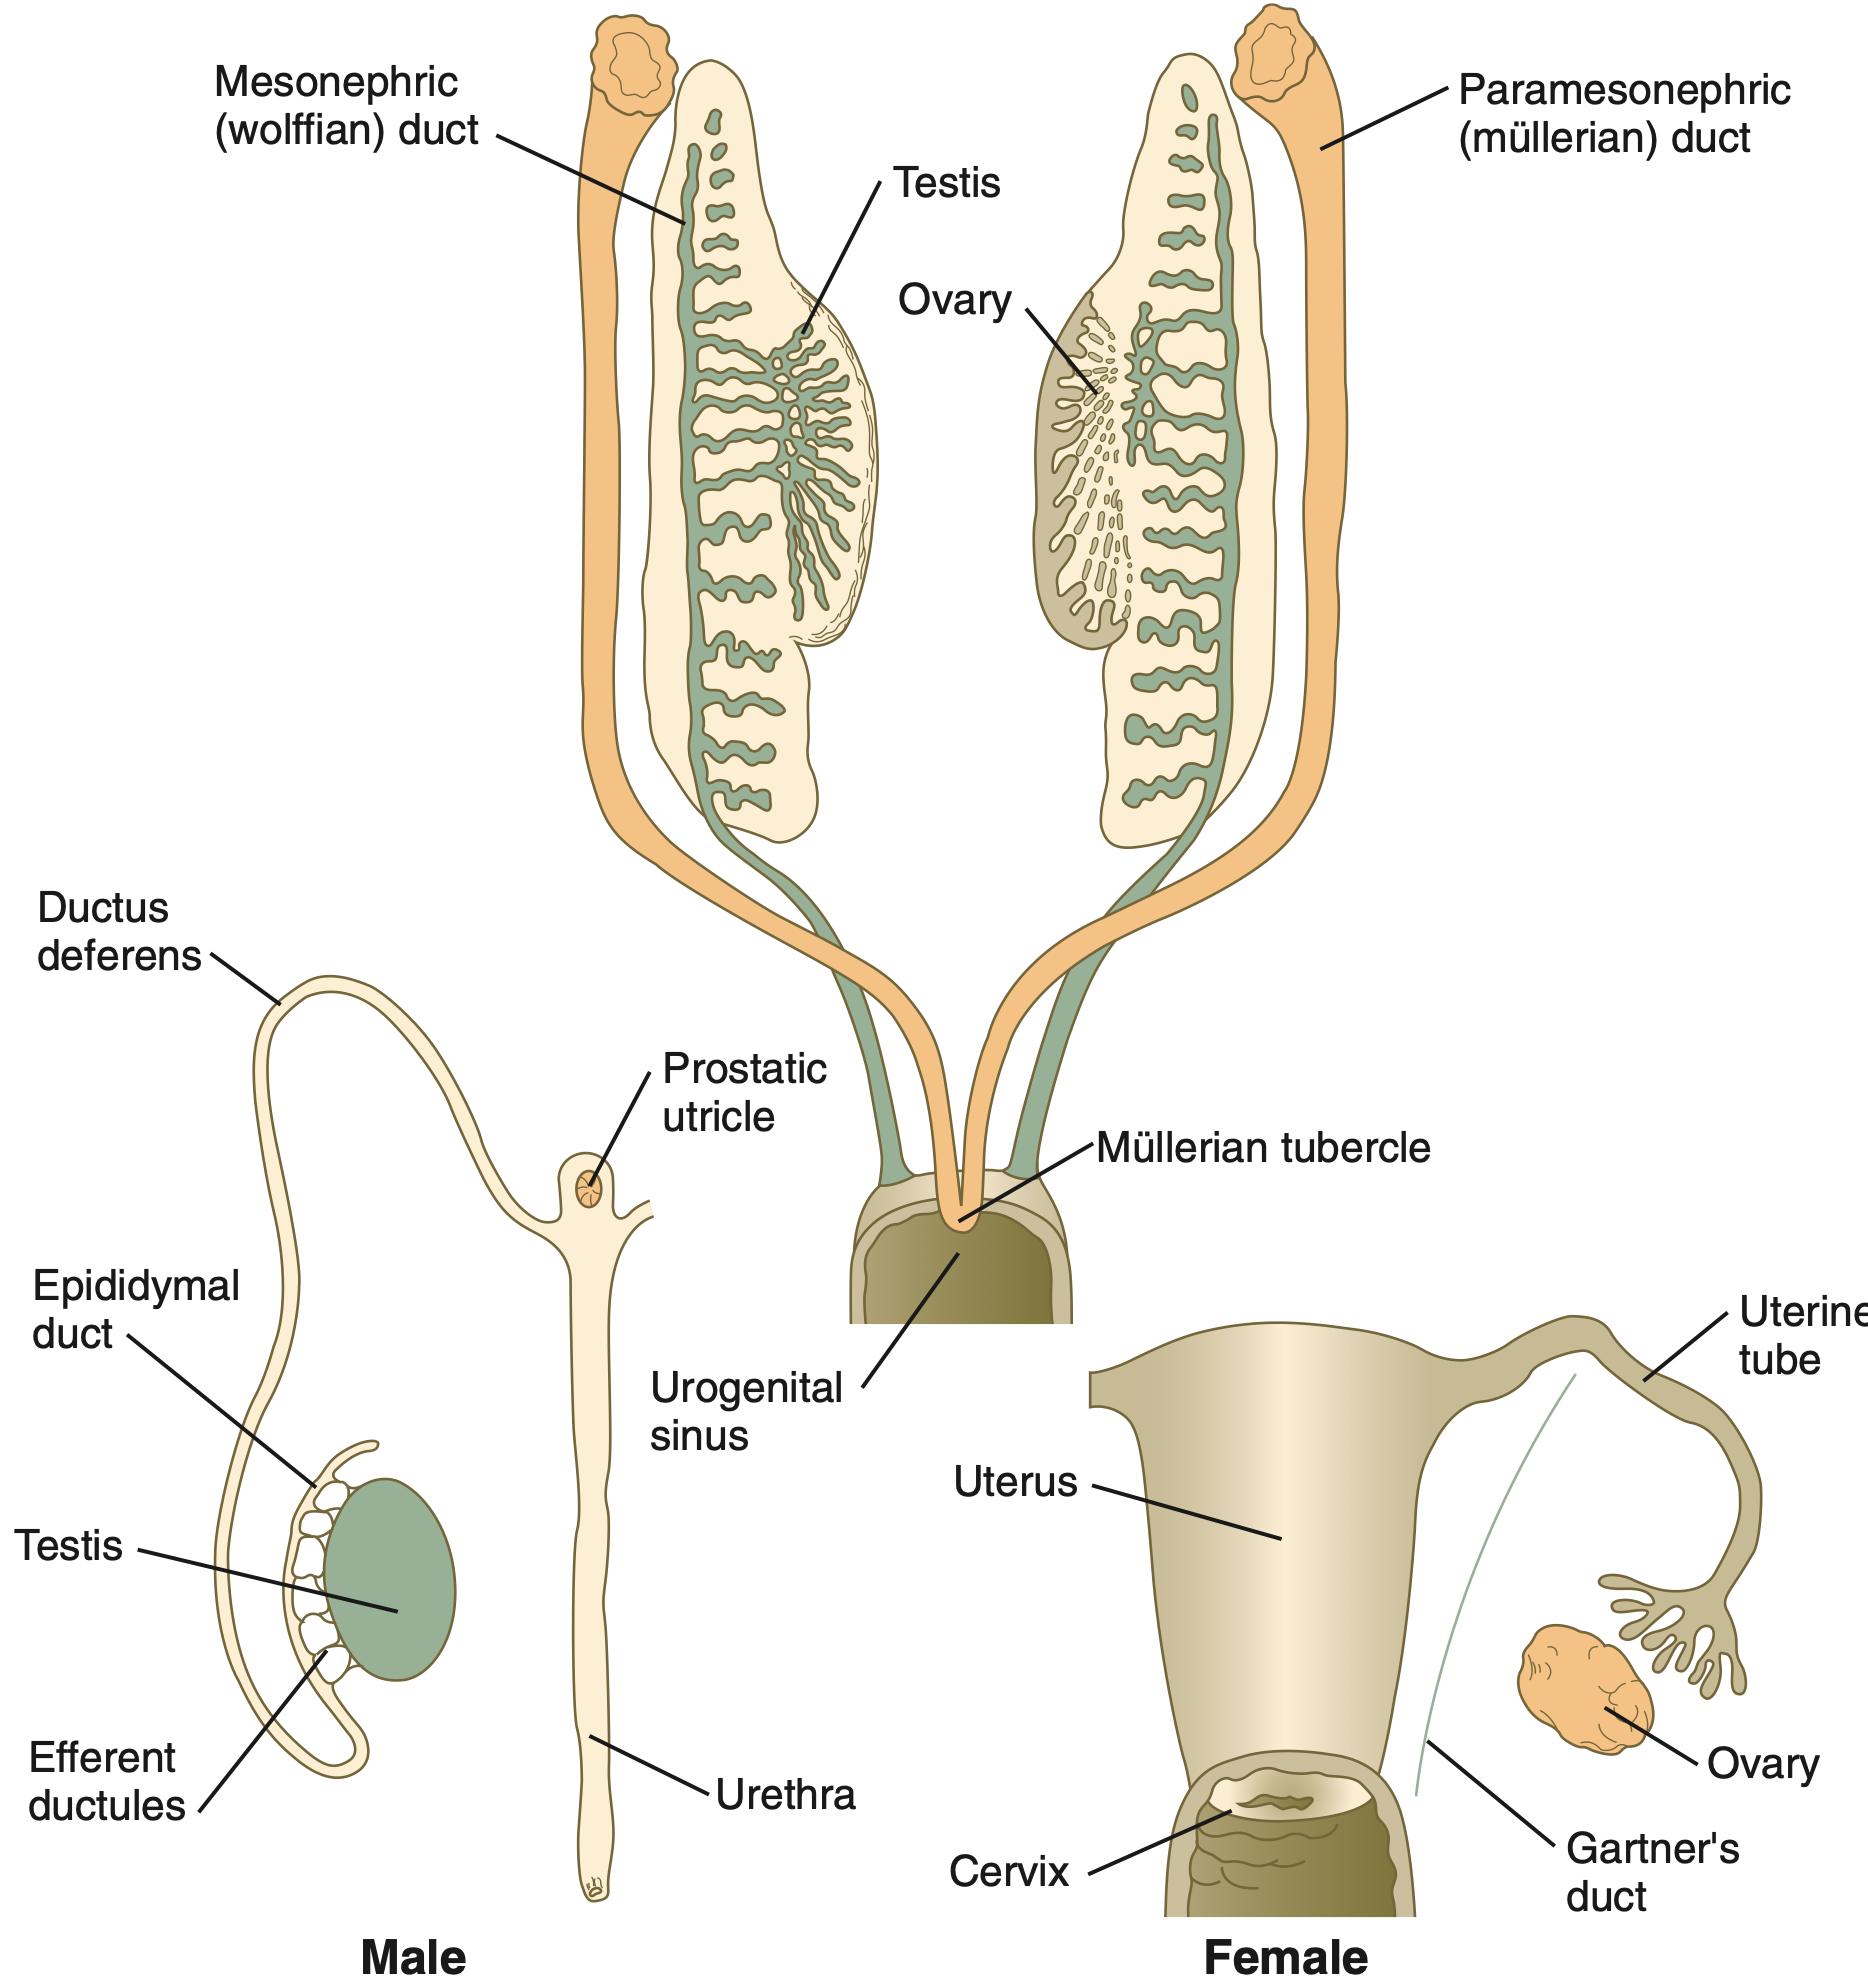 Mesonephric
(wolffian) duct
Paramesonephric
(müllerian) duct
Testis
Ovary
Ductus
deferens
Prostatic
utricle
Müllerian tubercle
Epididymal
duct
Urogenital
sinus
Uterine
tube
Uterus
Testis
Efferent
ductules
Urethra
Ovary
Cervix
Gartner's
duct
Male
Female